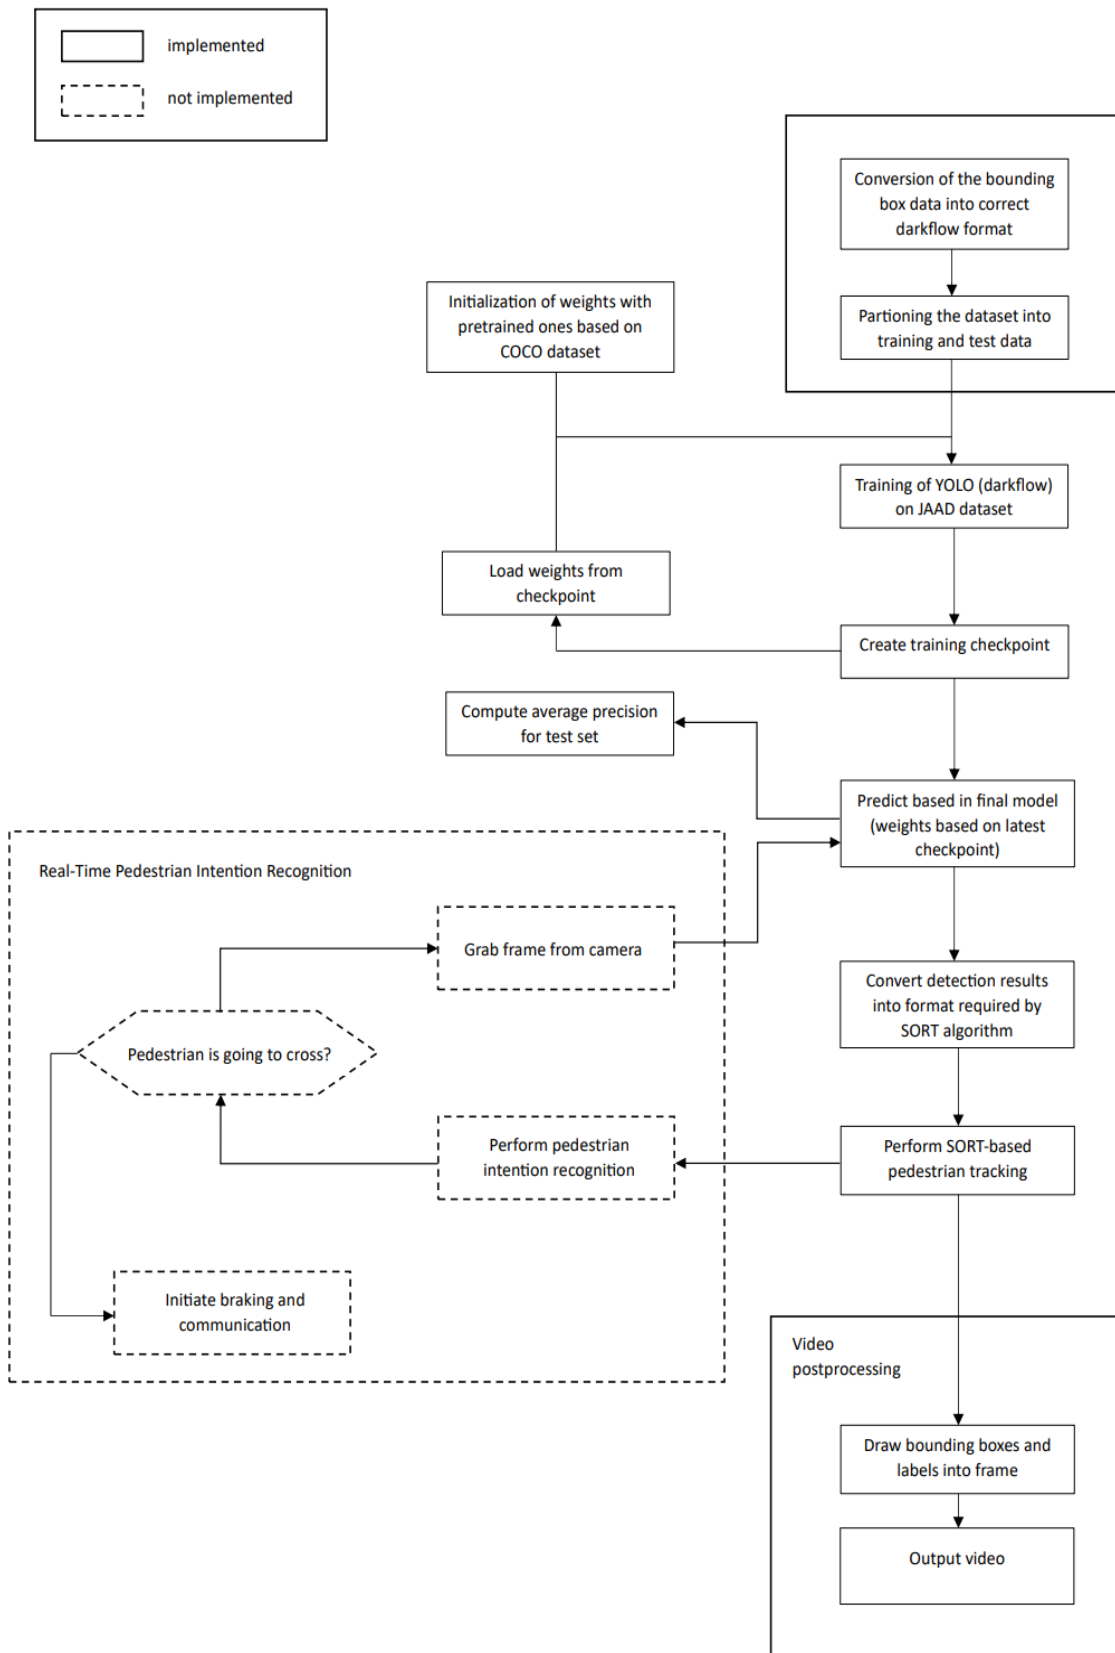 implemented
not implemented
Conversion of the bounding
box data into correct
darkflow format
Initialization of weights with
pretrained ones based on
COCO dataset
Partioning the dataset into
training and test data
Training of YOLO (darkflow)
on JAAD dataset
Load weights from
checkpoint
Create training checkpoint
Compute average precision
for test set
Predict based in final model
(weights based on latest
checkpoint)
Real-Time Pedestrian Intention Recognition
Grab frame from camera
Convert detection results
into format required by
SORT algorithm
Pedestrian is going to cross?
Perform pedestrian
intention recognition
Perform SORT-based
pedestrian tracking
Initiate braking and
communication
Video
postprocessing
Draw bounding boxes and
labels into frame
Output video